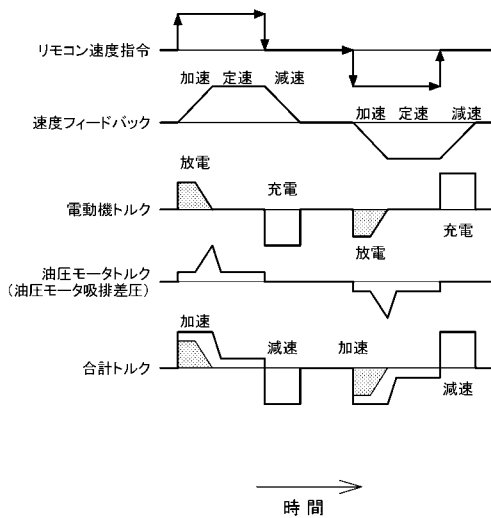 リモコン速度指令
加速 定速 減速
加速 定速 減速
速度フィードバック
放電
充電
電動機トルク
放電
充電
油圧モータトルク
(油圧モータ吸排差圧)
加速
減速
加速
合計トルク
減速
時 間